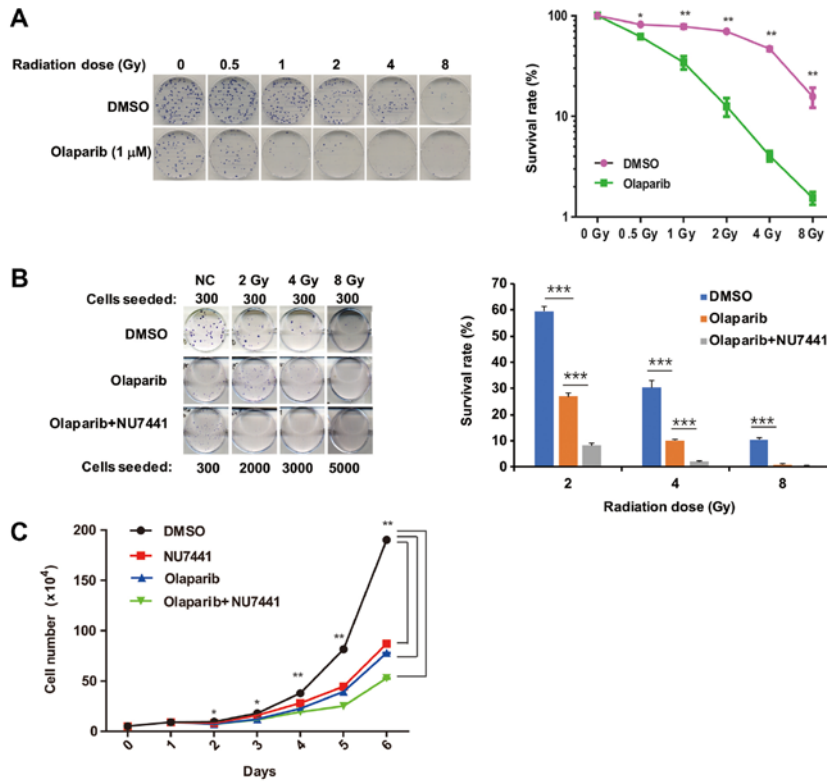 A
Radiation dose (Gy) 0 0.5 1 2 4 8
DMSO
Olaparib (1 μM)
Survival rate (%)
100
10
1
* ** ** ** **
DMSO
Olaparib
0 Gy 0.5 Gy 1 Gy 2 Gy 4 Gy 8 Gy
B
NC 2 Gy 4 Gy 8 Gy
Cells seeded: 300 300 300 300
DMSO
Olaparib
Olaparib+NU7441
Cells seeded: 300 2000 3000 5000
Survival rate (%)
70
60
50
40
30
20
10
0
*** *** *** *** ***
DMSO
Olaparib
Olaparib+NU7441
2 4 8
Radiation dose (Gy)
C
Cell number (×10⁴)
200
150
100
50
0
DMSO
NU7441
Olaparib
Olaparib+NU7441
* * ** ** **
0 1 2 3 4 5 6
Days